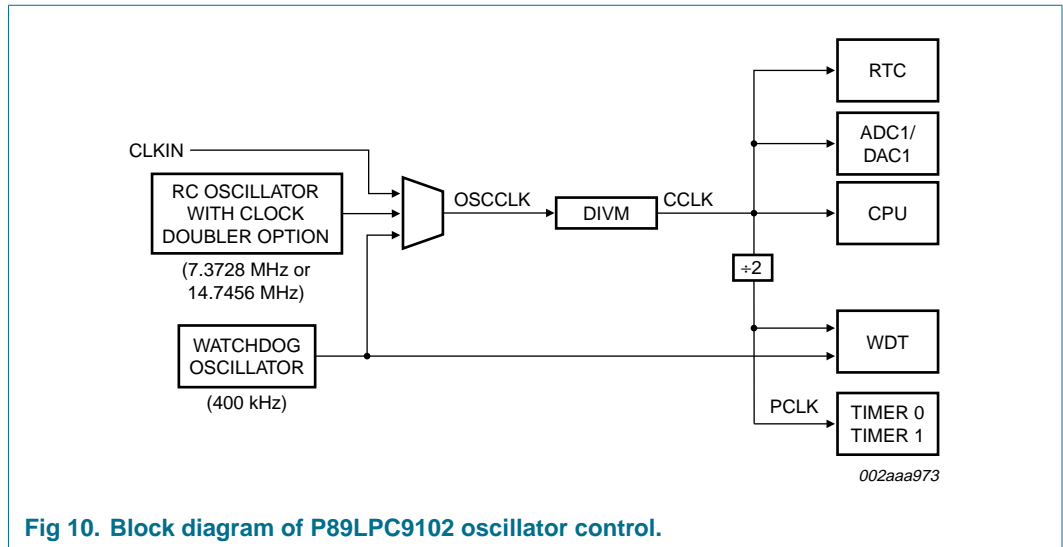 RTC
ADC1/
DAC1
CLKIN
RC OSCILLATOR
WITH CLOCK
DOUBLER OPTION
(7.3728 MHz or
14.7456 MHz)
OSCCLK
DIVM
CCLK
CPU
÷2
WATCHDOG
OSCILLATOR
(400 kHz)
WDT
PCLK
TIMER 0
TIMER 1
002aaa973
Fig 10. Block diagram of P89LPC9102 oscillator control.